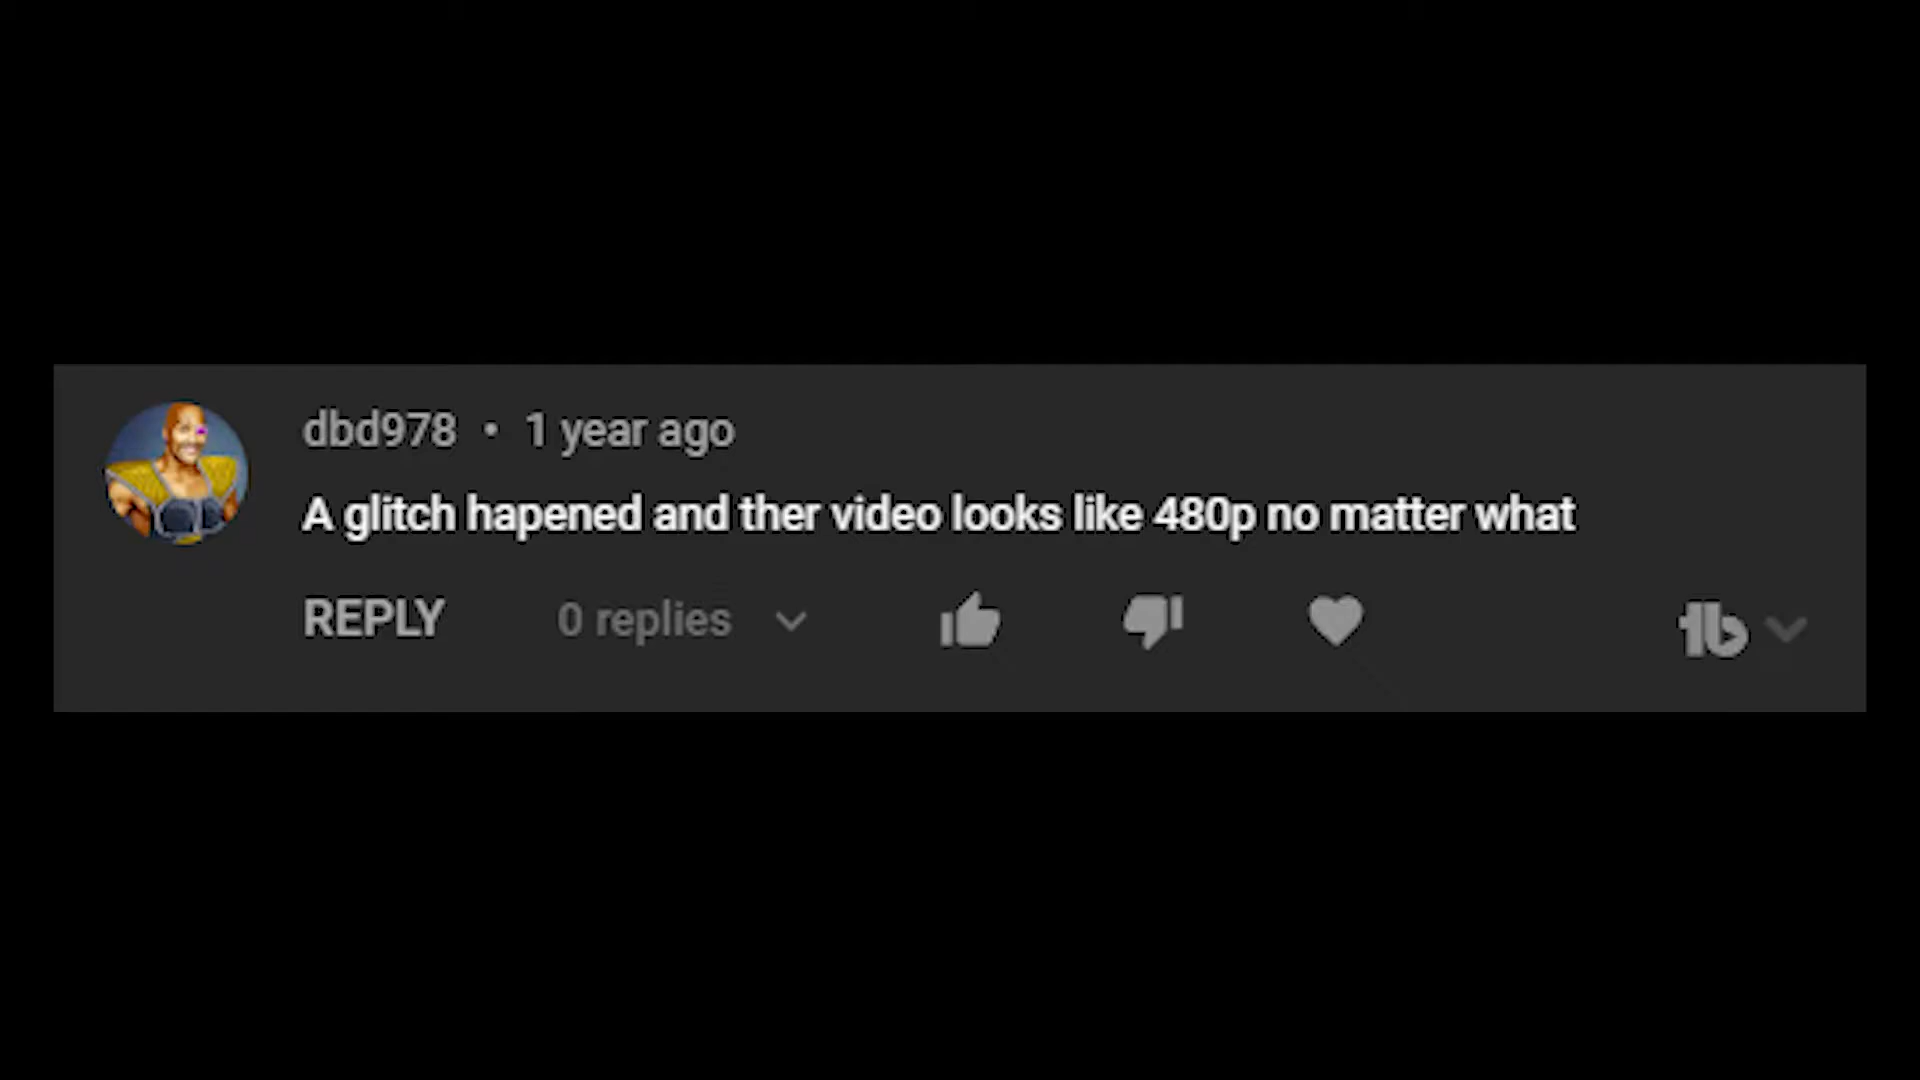 dbd978 • 1 year ago
A glitch hapened and ther video looks like 480p no matter what
REPLY 0 replies